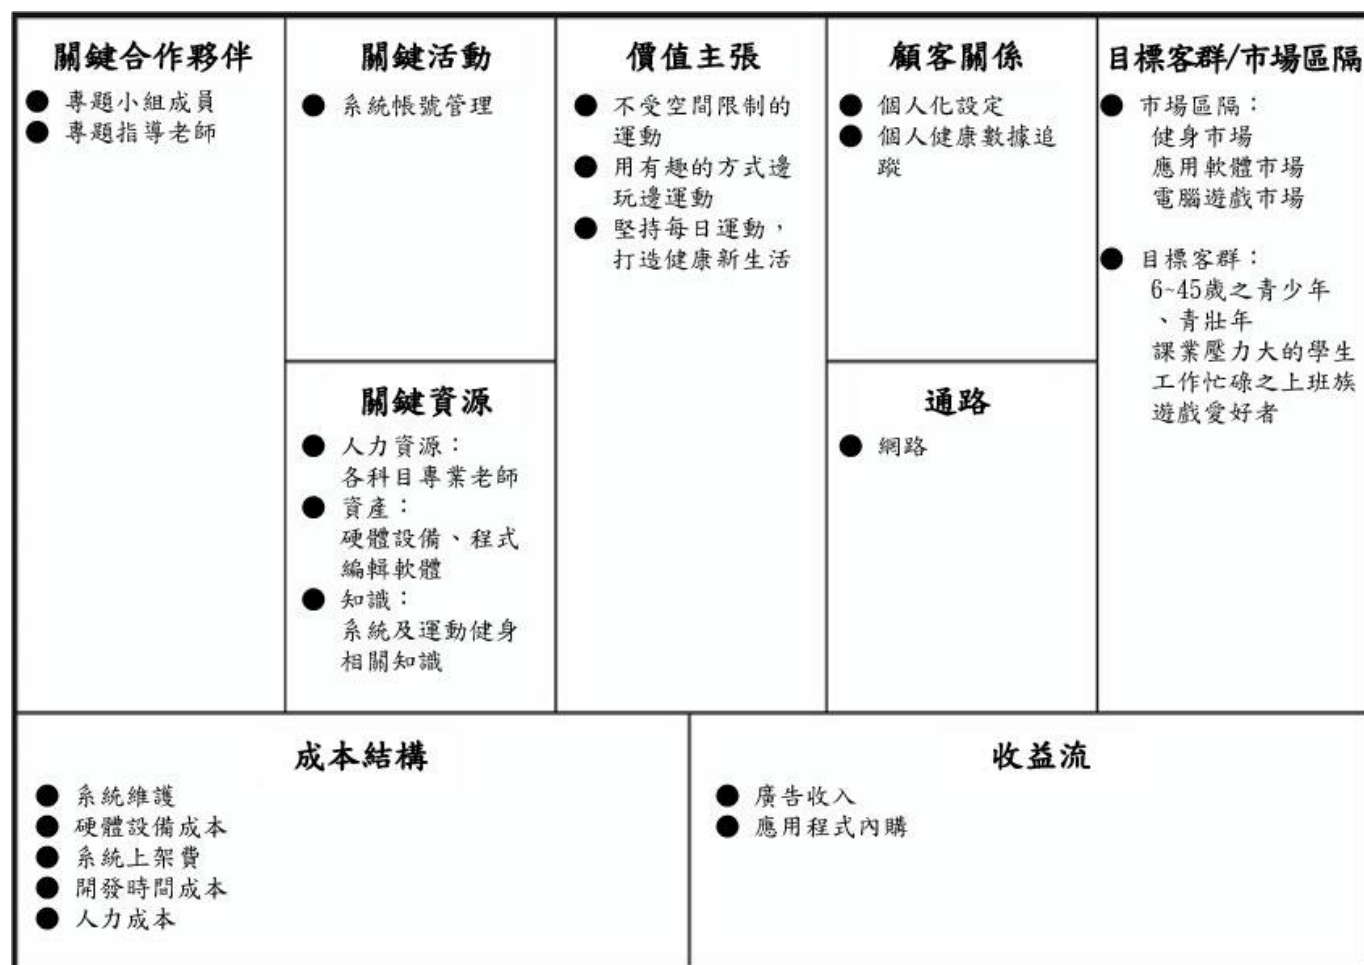 關鍵合作夥伴
● 專題小組成員
● 專題指導老師
關鍵活動
● 系統帳號管理
關鍵資源
● 人力資源：
各科目專業老師
● 資產：
硬體設備、程式
編輯軟體
● 知識：
系統及運動健身
相關知識
價值主張
● 不受空間限制的
運動
● 用有趣的方式邊
玩邊運動
● 堅持每日運動，
打造健康新生活
顧客關係
● 個人化設定
● 個人健康數據追
蹤
通路
● 網路
目標客群/市場區隔
● 市場區隔：
健身市場
應用軟體市場
電腦遊戲市場
● 目標客群：
6~45歲之青少年
、青壯年
課業壓力大的學生
工作忙碌之上班族
遊戲愛好者
成本結構
● 系統維護
● 硬體設備成本
● 系統上架費
● 開發時間成本
● 人力成本
收益流
● 廣告收入
● 應用程式內購